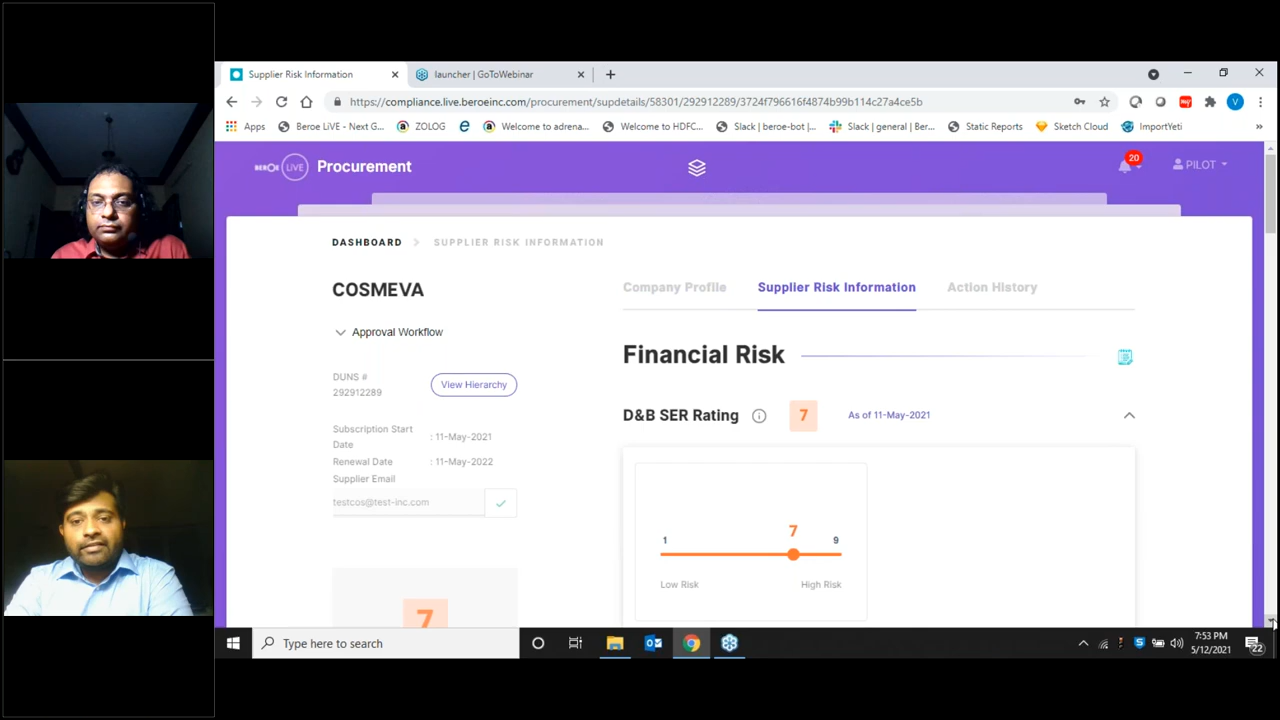 Supplier Risk Information
launcher | GoToWebinar
https://compliance.live.beroeinc.com/procurement/supdetails/58301/292912289/3724f796616f4874b99b114c27a4ce5b
V
Apps
Beroe LiVE - Next G...
ZOLOG
Welcome to adrena...
Welcome to HDFC...
Slack | beroe-bot |...
Slack | general | Ber...
Static Reports
Sketch Cloud
ImportYeti
»
BEROE LiVE Procurement
20
PILOT
DASHBOARD
SUPPLIER RISK INFORMATION
COSMEVA
Approval Workflow
DUNS #
292912289
View Hierarchy
Subscription Start
Date
: 11-May-2021
Renewal Date
: 11-May-2022
Supplier Email
testcos@test-inc.com
7
Company Profile
Supplier Risk Information
Action History
Financial Risk
D&B SER Rating
7
As of 11-May-2021
7
1
9
Low Risk
High Risk
Type here to search
7:53 PM
5/12/2021
22